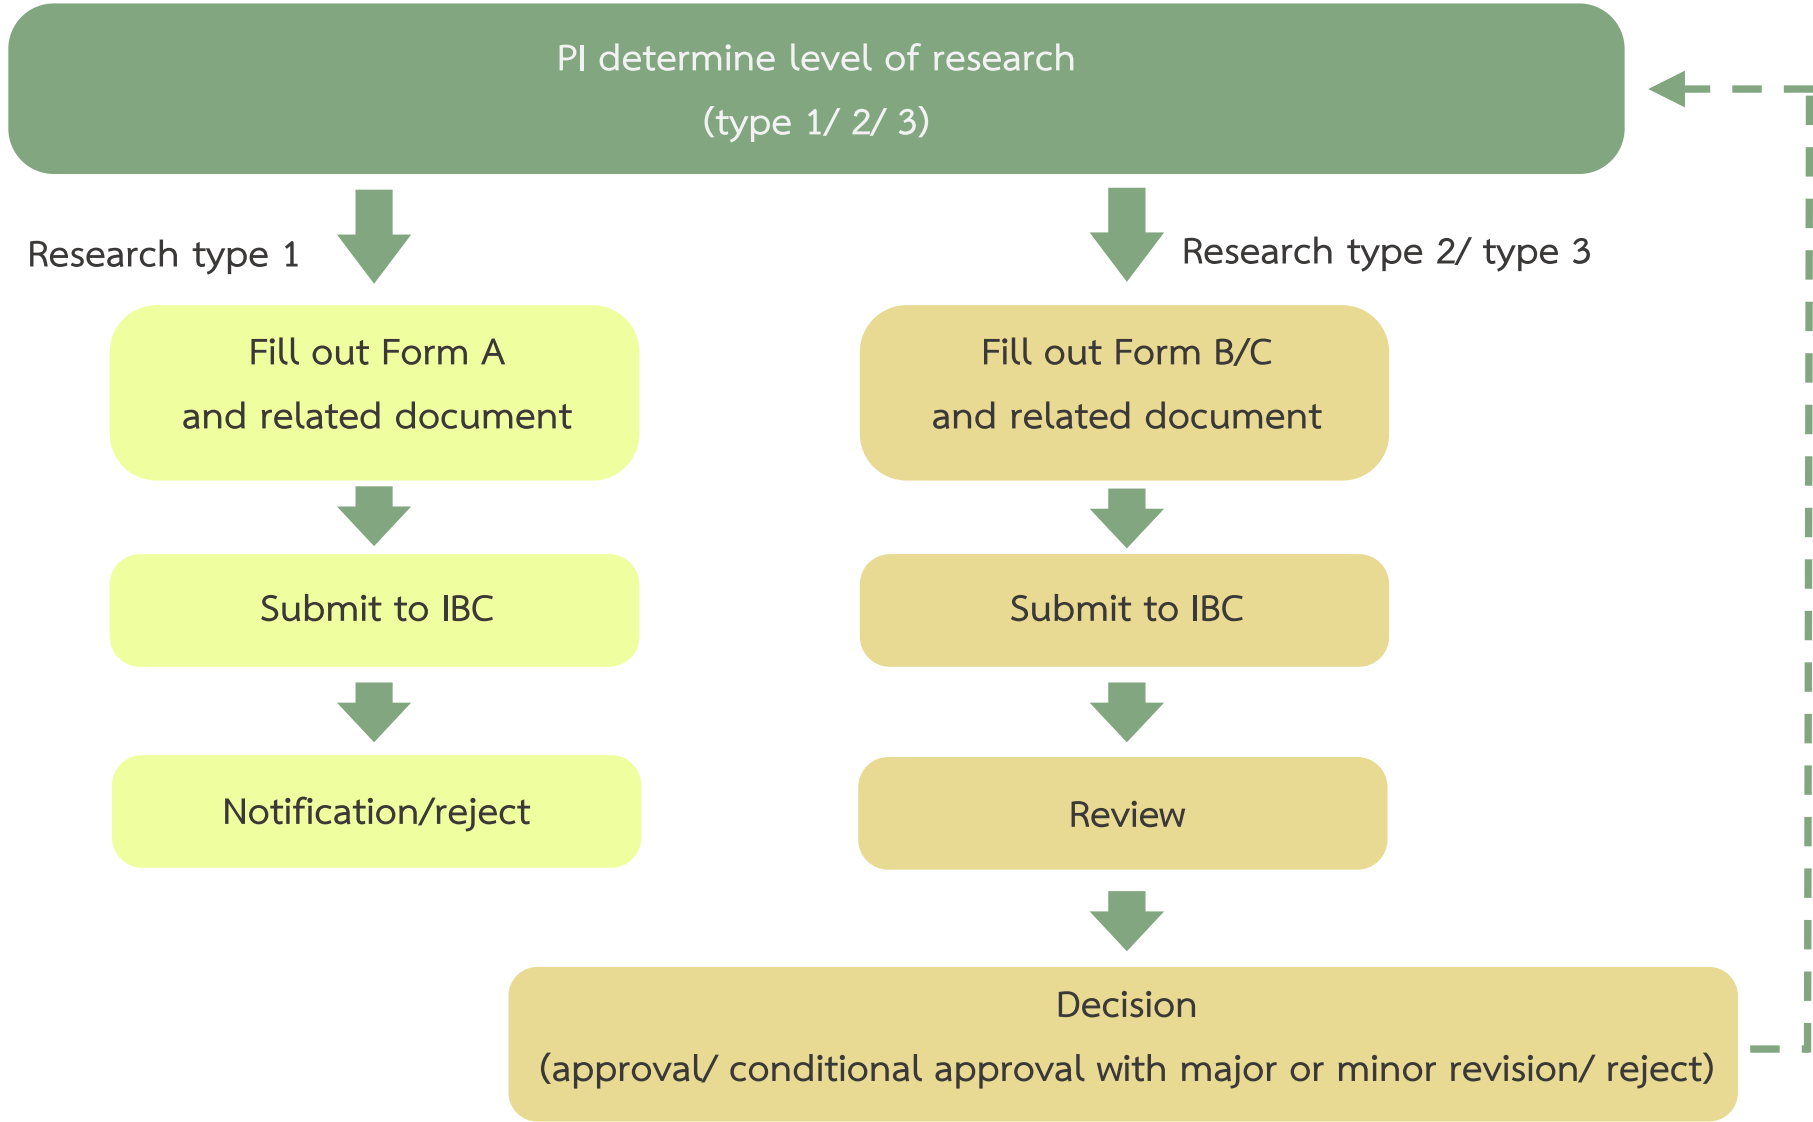 PI determine level of research
(type 1/ 2/ 3)
Research type 1
Research type 2/ type 3
Fill out Form A
and related document
Fill out Form B/C
and related document
Submit to IBC
Submit to IBC
Notification/reject
Review
Decision
(approval/ conditional approval with major or minor revision/ reject)